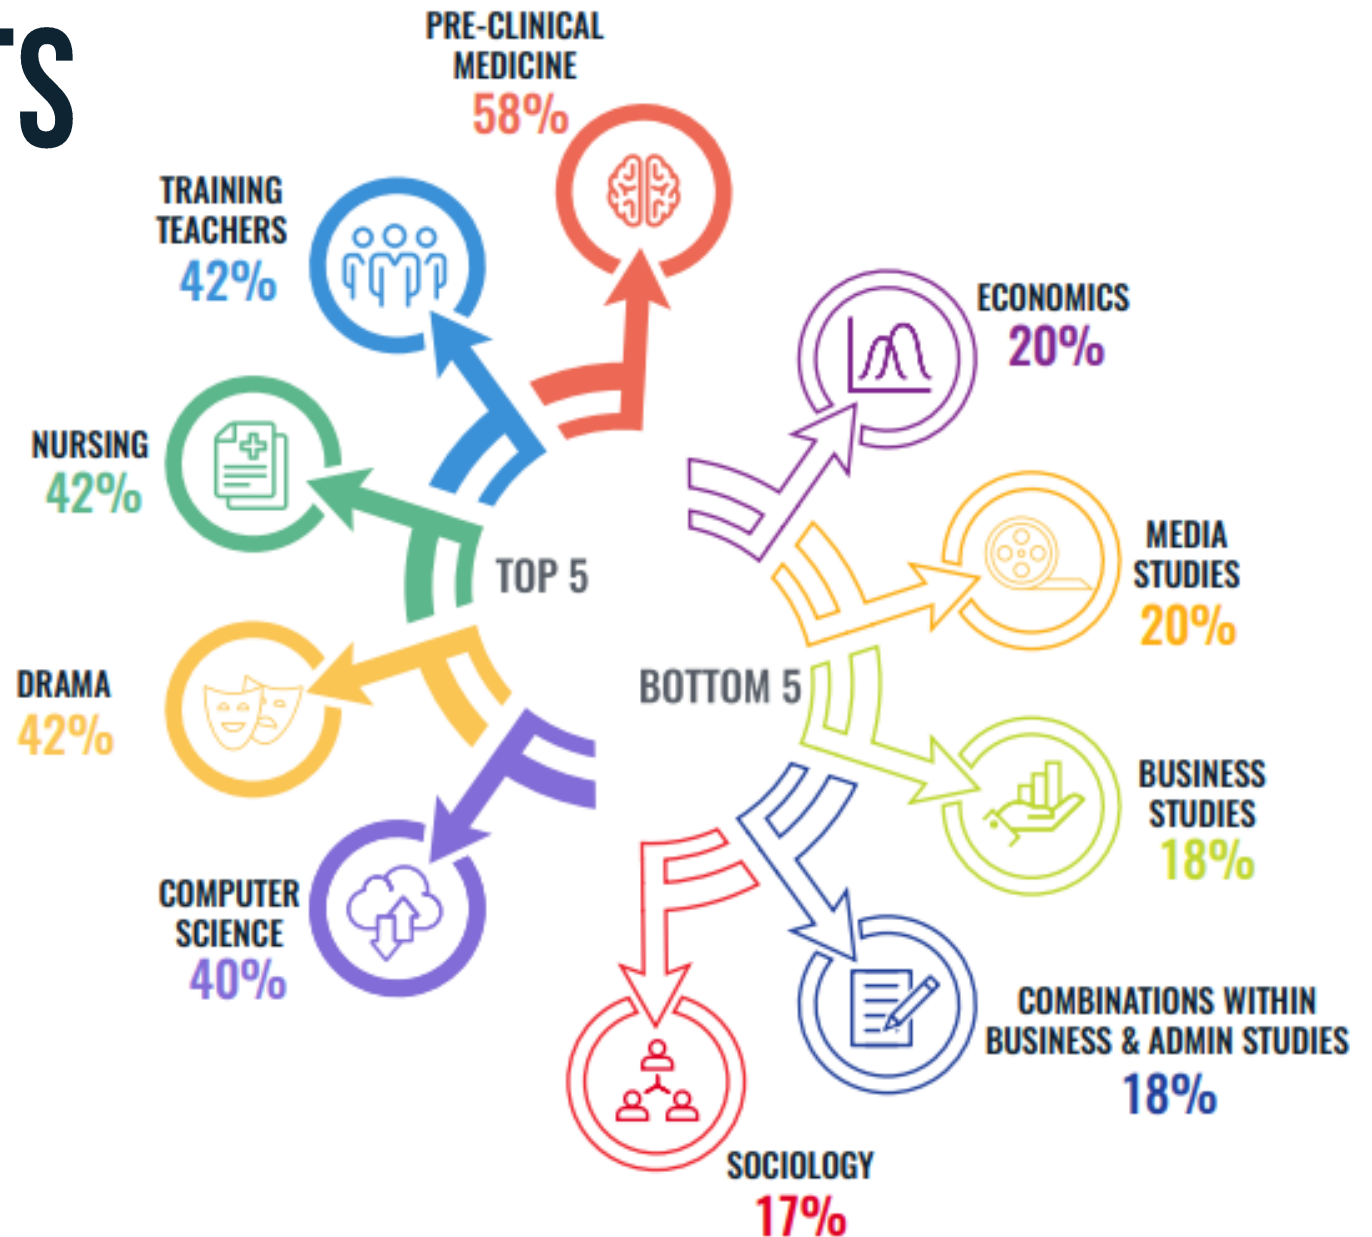 TS
PRE-CLINICAL
MEDICINE
58%
TRAINING
TEACHERS
42%
NURSING
42%
DRAMA
42%
COMPUTER
SCIENCE
40%
TOP 5
BOTTOM 5
ECONOMICS
20%
MEDIA
STUDIES
20%
BUSINESS
STUDIES
18%
COMBINATIONS WITHIN
BUSINESS & ADMIN STUDIES
18%
SOCIOLOGY
17%